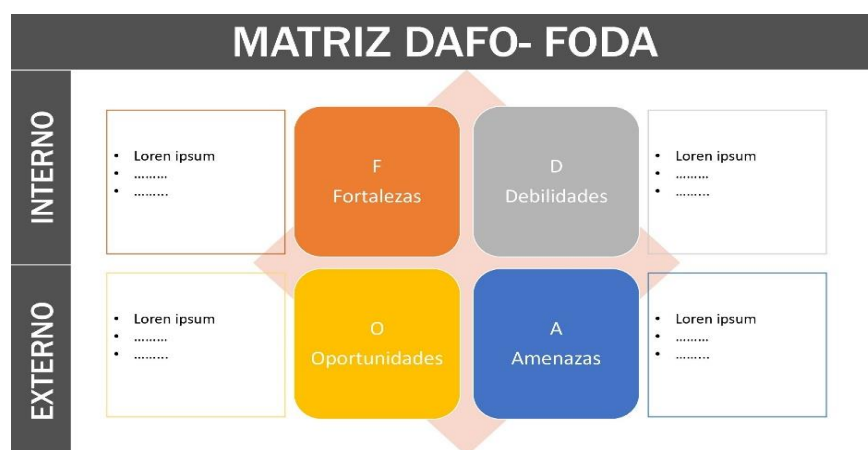 MATRIZ DAFO- FODA
INTERNO
• Loren ipsum
• .........
• .........
F
Fortalezas
D
Debilidades
• Loren ipsum
• .........
• .........
EXTERNO
• Loren ipsum
• .........
• .........
O
Oportunidades
A
Amenazas
• Loren ipsum
• .........
• .........